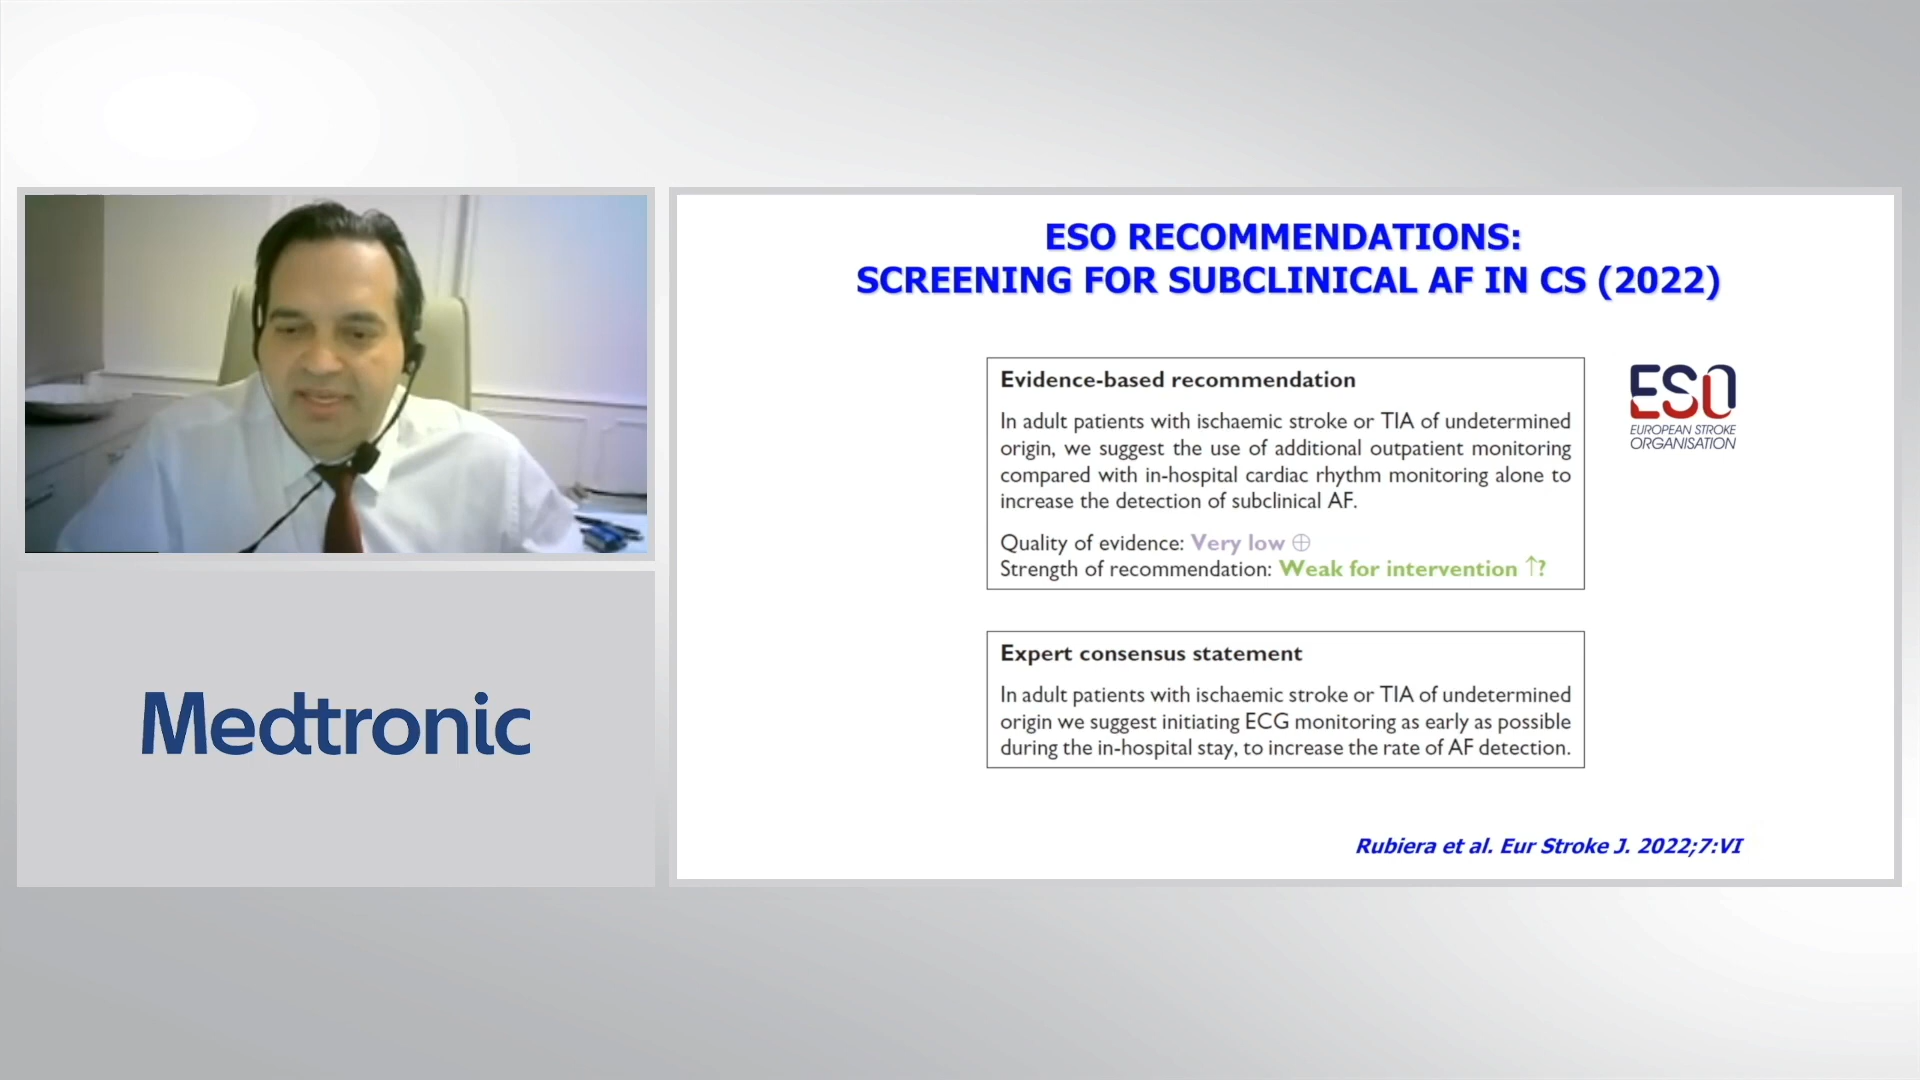 ESO RECOMMENDATIONS:
SCREENING FOR SUBCLINICAL AF IN CS (2022)
Evidence-based recommendation
In adult patients with ischaemic stroke or TIA of undetermined
origin, we suggest the use of additional outpatient monitoring
compared with in-hospital cardiac rhythm monitoring alone to
increase the detection of subclinical AF.
Quality of evidence: Very low ⊕
Strength of recommendation: Weak for intervention ↑?
ESO
EUROPEAN STROKE
ORGANISATION
Expert consensus statement
In adult patients with ischaemic stroke or TIA of undetermined
origin we suggest initiating ECG monitoring as early as possible
during the in-hospital stay, to increase the rate of AF detection.
Rubiera et al. Eur Stroke J. 2022;7:VI
Medtronic